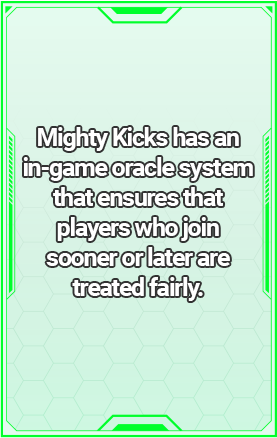 Mighty Kicks has an
in-game oracle system
that ensures that
players who join
sooner or later are
treated fairly.